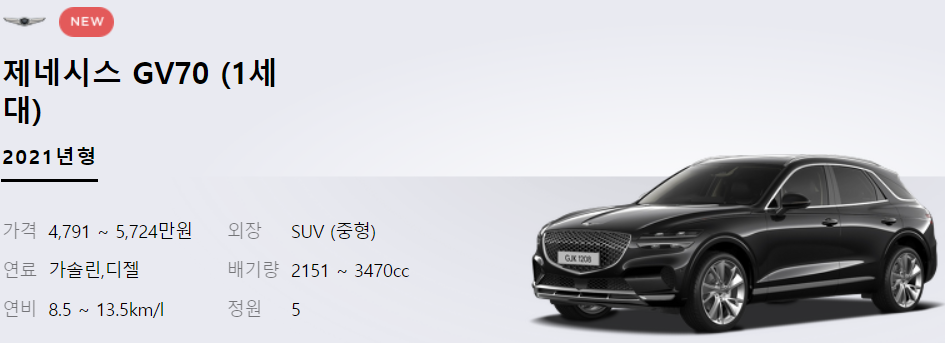 NEW
제네시스 GV70 (1세
대)
2021년형
가격 4,791 ~ 5,724만원 외장 SUV (중형)
연료 가솔린,디젤 배기량 2151 ~ 3470cc
연비 8.5 ~ 13.5km/l 정원 5
GJK 1208